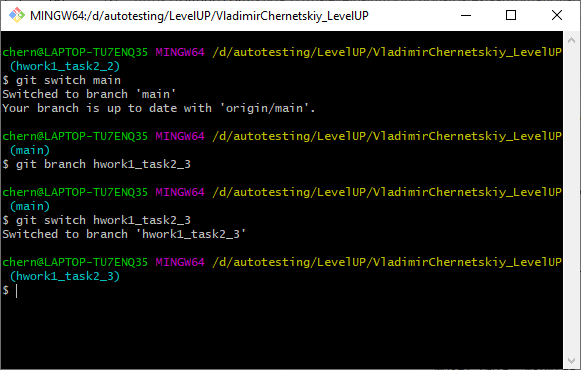 MINGW64:/d/autotesting/LevelUP/VladimirChernetskiy_LevelUP
chern@LAPTOP-TU7ENQ35 MINGW64 /d/autotesting/LevelUP/VladimirChernetskiy_LevelUP
(hwork1_task2_2)
$ git switch main
Switched to branch 'main'
Your branch is up to date with 'origin/main'.
chern@LAPTOP-TU7ENQ35 MINGW64 /d/autotesting/LevelUP/VladimirChernetskiy_LevelUP
(main)
$ git branch hwork1_task2_3
chern@LAPTOP-TU7ENQ35 MINGW64 /d/autotesting/LevelUP/VladimirChernetskiy_LevelUP
(main)
$ git switch hwork1_task2_3
Switched to branch 'hwork1_task2_3'
chern@LAPTOP-TU7ENQ35 MINGW64 /d/autotesting/LevelUP/VladimirChernetskiy_LevelUP
(hwork1_task2_3)
$